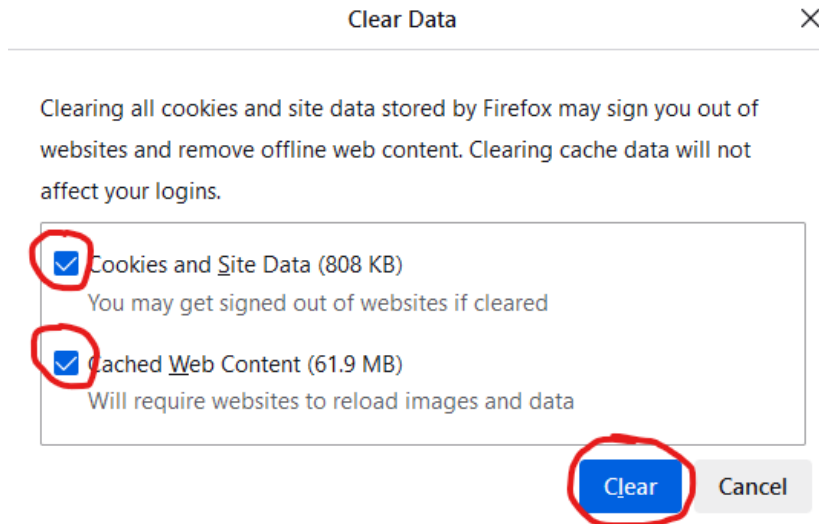 Clear Data
Clearing all cookies and site data stored by Firefox may sign you out of
websites and remove offline web content. Clearing cache data will not
affect your logins.
Cookies and Site Data (808 KB)
You may get signed out of websites if cleared
Cached Web Content (61.9 MB)
Will require websites to reload images and data
Clear Cancel